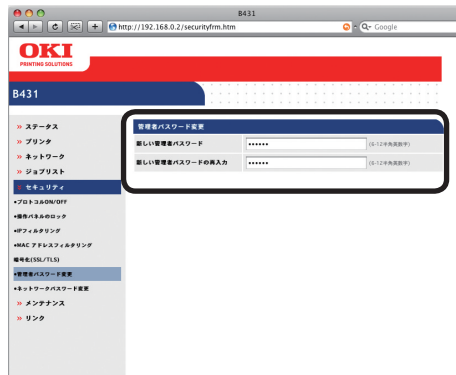 B431
http://192.168.0.2/securityfrm.htm
Google
OKI
PRINTING SOLUTIONS
B431
» ステータス
» プリンタ
» ネットワーク
» ジョブリスト
» セキュリティ
•プロトコルON/OFF
•操作パネルのロック
•IPフィルタリング
•MAC アドレスフィルタリング
暗号化(SSL/TLS)
•管理者パスワード変更
•ネットワークパスワード変更
» メンテナンス
» リンク
管理者パスワード変更
新しい管理者パスワード
•••••• (6-12半角英数字)
新しい管理者パスワードの再入力
•••••• (6-12半角英数字)